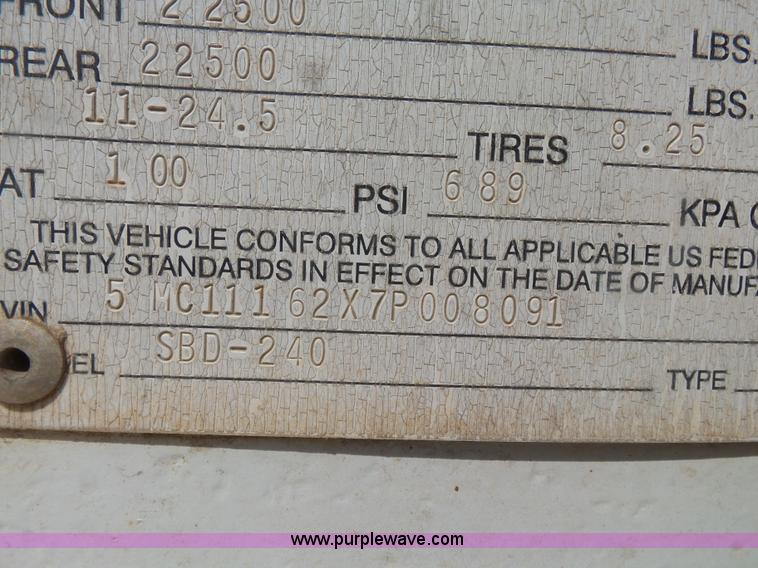 FRONT 22500 LBS.
REAR 22500 LBS.
11-24.5 TIRES 8.25
AT 100 PSI 689 KPA
THIS VEHICLE CONFORMS TO ALL APPLICABLE US FED
SAFETY STANDARDS IN EFFECT ON THE DATE OF MANUFA
VIN 5MC11162X7P008091
EL SBD-240 TYPE
www.purplewave.com